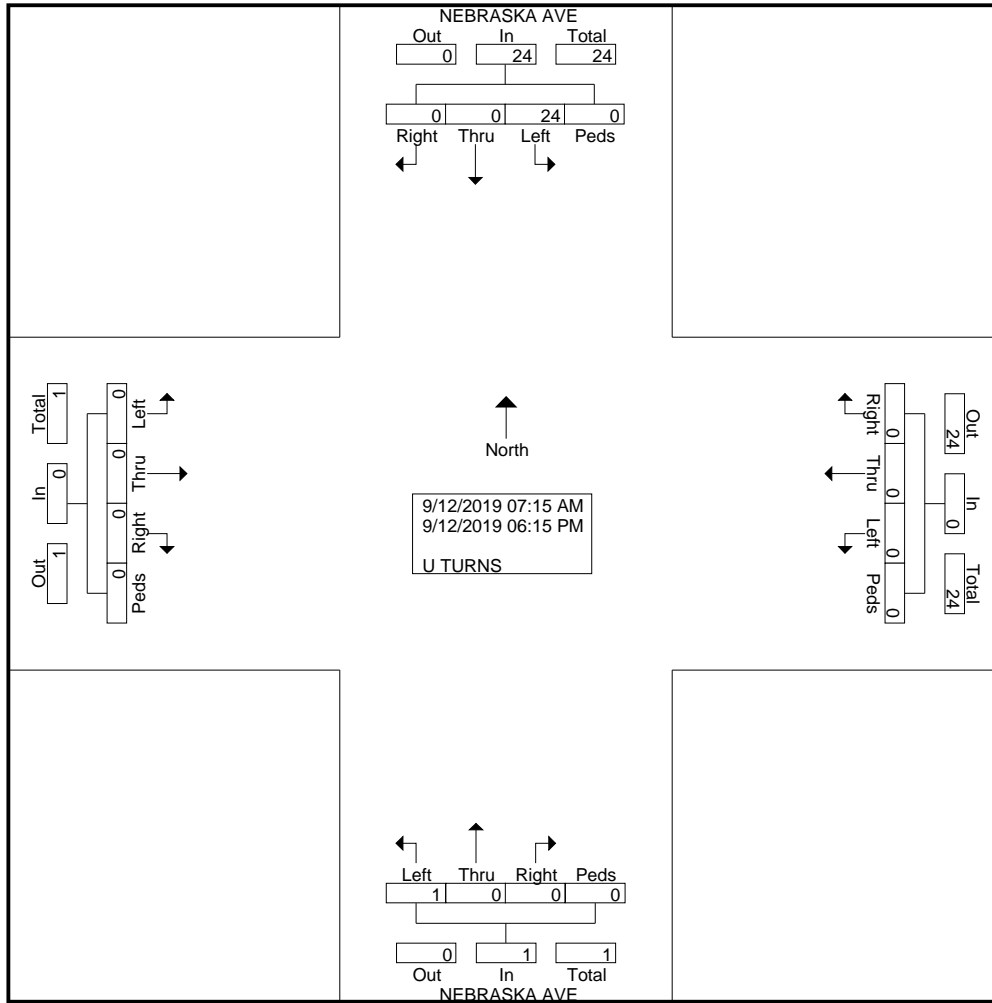 NEBRASKA AVE
Out In Total
0 24 24
0 0 24 0
Right Thru Left Peds
Total In Out
1 0 1
0 0 0 0
Left Thru Right Peds
North
9/12/2019 07:15 AM
9/12/2019 06:15 PM
U TURNS
Right Thru Left Peds
0 0 0 0
Out In Total
24 0 24
Left Thru Right Peds
1 0 0 0
0 1 1
Out In Total
NEBRASKA AVE